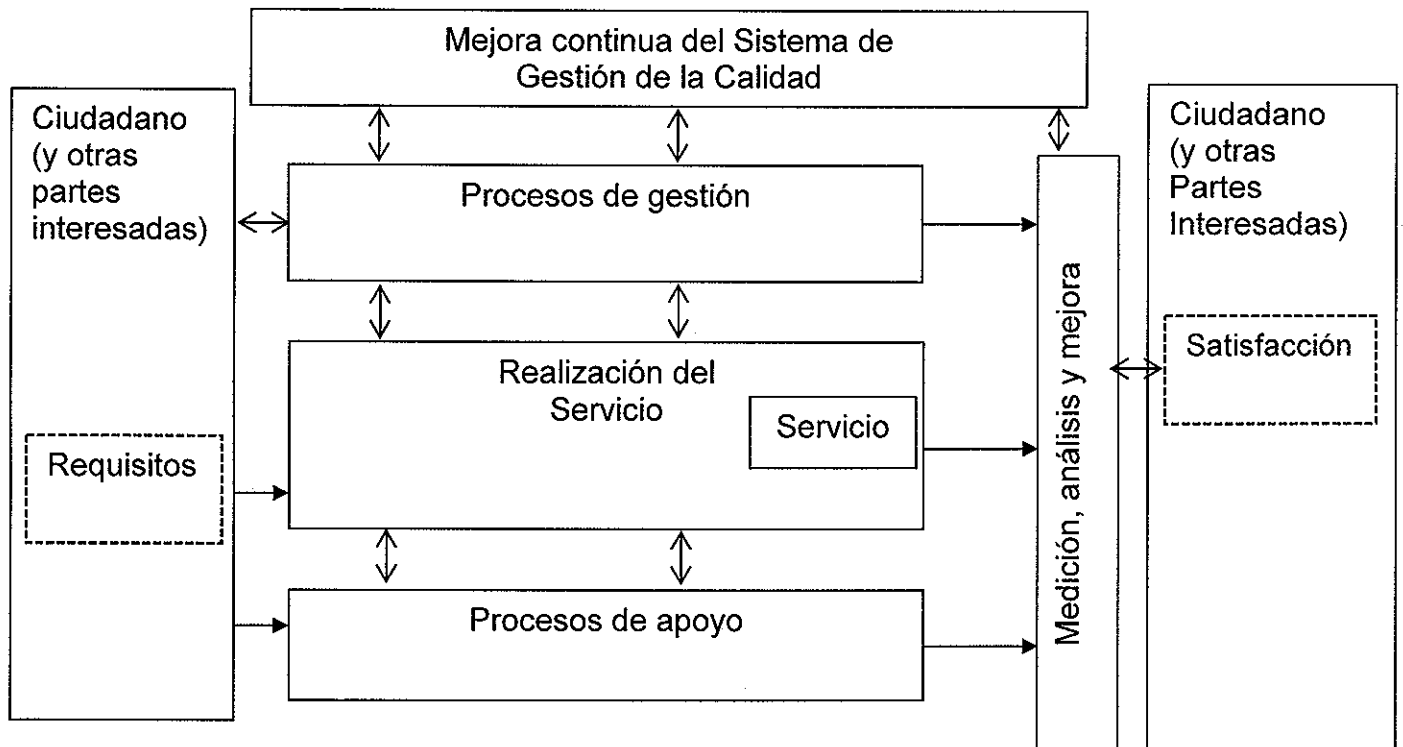 Mejora continua del Sistema de
Gestión de la Calidad
Ciudadano
(y otras
partes
interesadas)
Requisitos
Procesos de gestión
Realización del
Servicio
Servicio
Procesos de apoyo
Medición, análisis y mejora
Ciudadano
(y otras
Partes
Interesadas)
Satisfacción